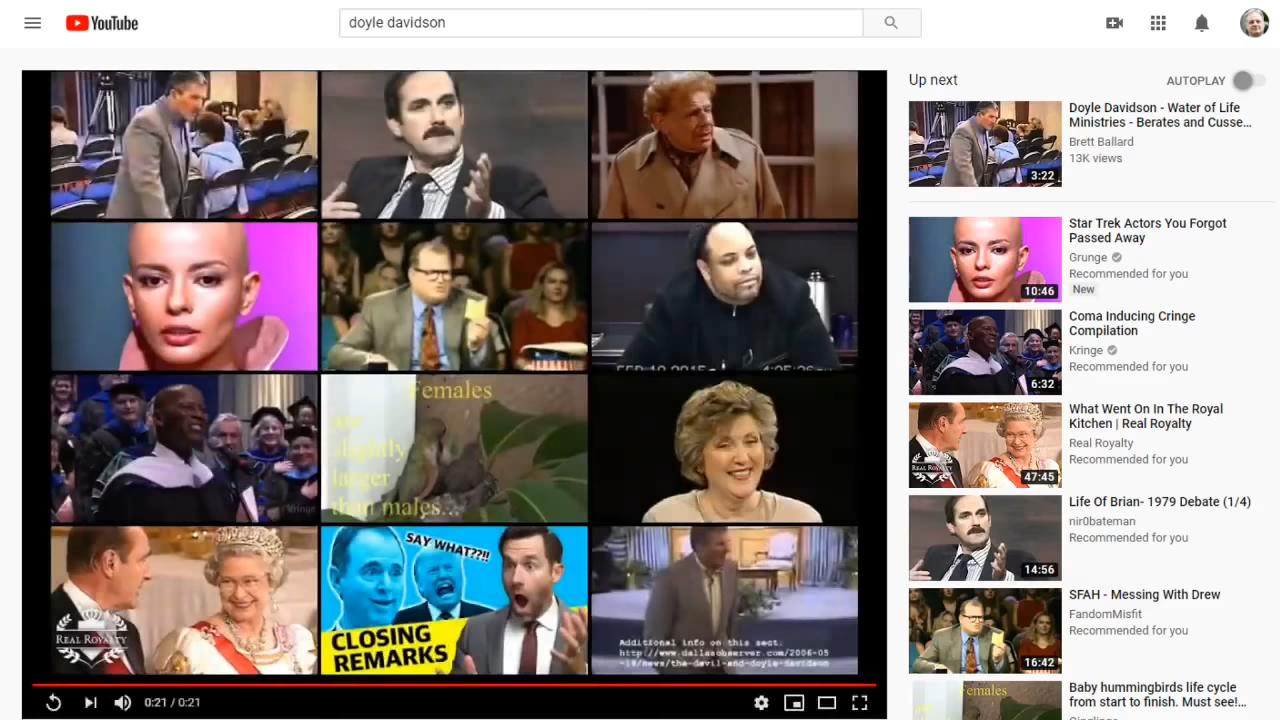 YouTube
doyle davidson
Females
are
slightly
larger
than males...
Kringe
REAL ROYALTY
SAY WHAT??!!
CLOSING
REMARKS
Additional info on this sect:
http://www.dallasobserver.com/2006-05
-18/news/the-devil-and-doyle-davidson
0:21 / 0:21
Up next
AUTOPLAY
3:22
Doyle Davidson - Water of Life
Ministries - Berates and Cusse...
Brett Ballard
13K views
10:46
Star Trek Actors You Forgot
Passed Away
Grunge
Recommended for you
New
6:32
Coma Inducing Cringe
Compilation
Kringe
Recommended for you
REAL ROYALTY
47:45
What Went On In The Royal
Kitchen | Real Royalty
Real Royalty
Recommended for you
14:56
Life Of Brian- 1979 Debate (1/4)
nir0bateman
Recommended for you
16:42
SFAH - Messing With Drew
FandomMisfit
Recommended for you
Females
Baby hummingbirds life cycle
from start to finish. Must see!...